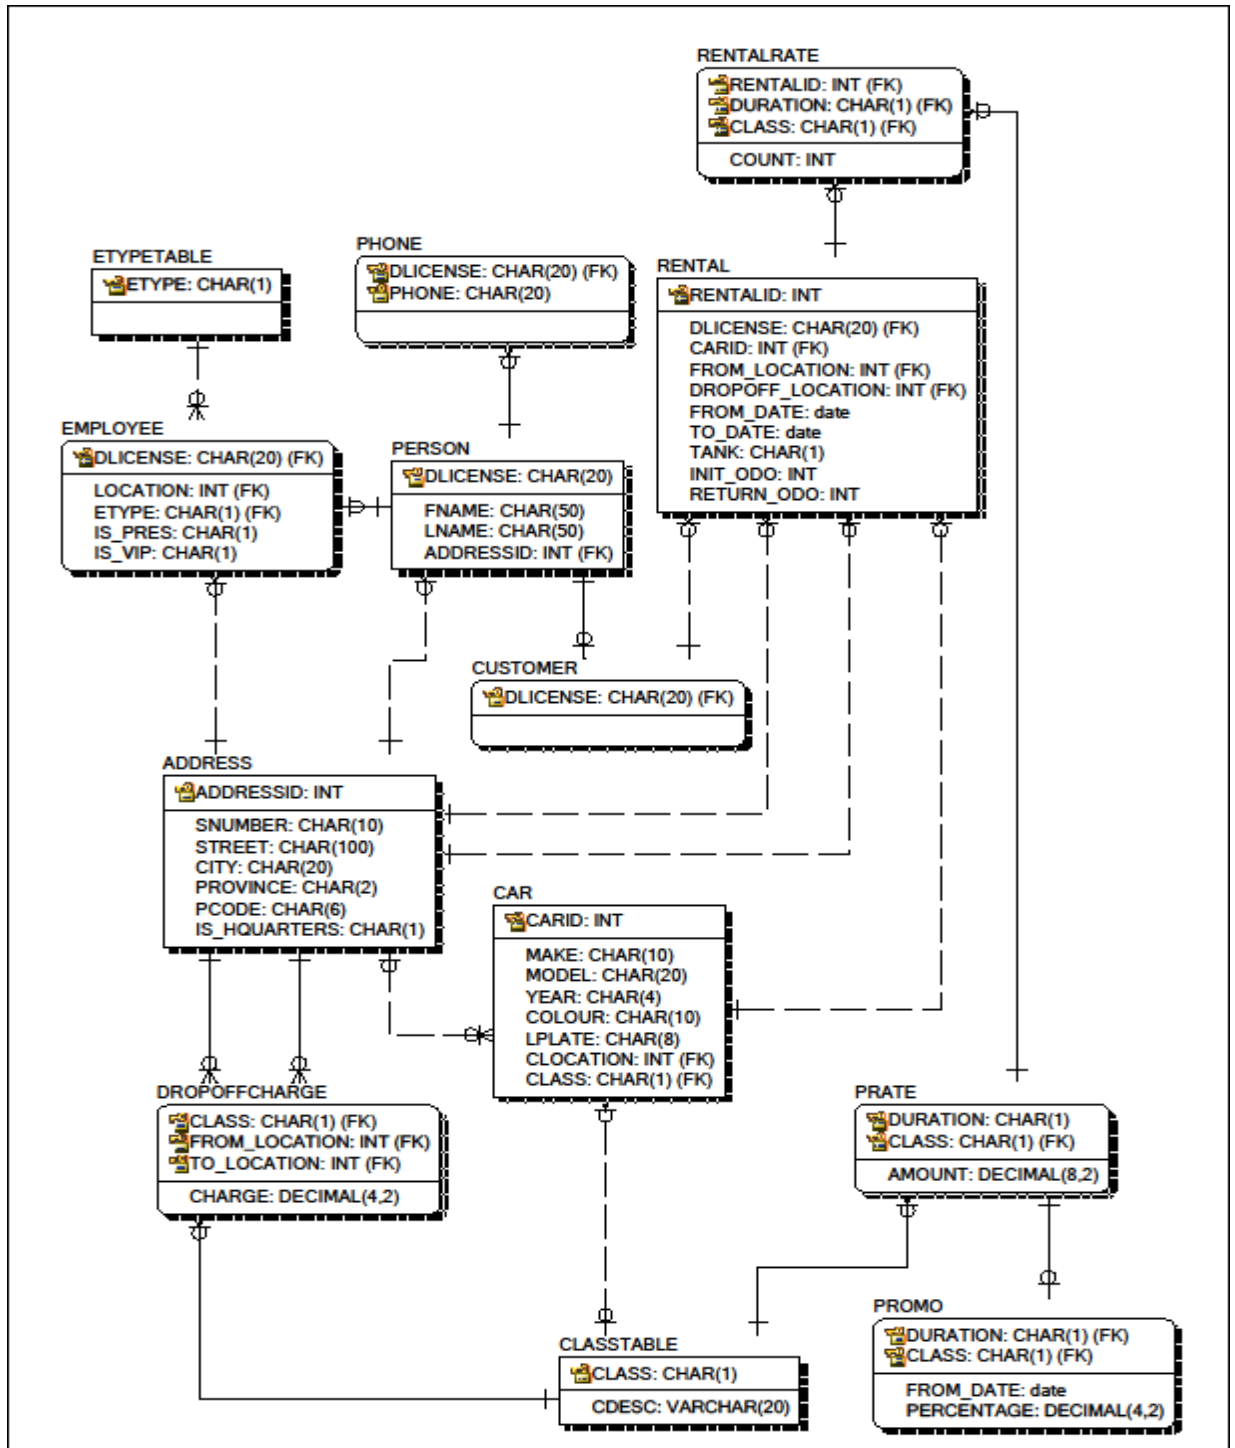 RENTALRATE
RENTALID: INT (FK)
DURATION: CHAR(1) (FK)
CLASS: CHAR(1) (FK)
COUNT: INT
ETYPETABLE
ETYPE: CHAR(1)
PHONE
DLICENSE: CHAR(20) (FK)
PHONE: CHAR(20)
RENTAL
RENTALID: INT
DLICENSE: CHAR(20) (FK)
CARID: INT (FK)
FROM_LOCATION: INT (FK)
DROPOFF_LOCATION: INT (FK)
FROM_DATE: date
TO_DATE: date
TANK: CHAR(1)
INIT_ODO: INT
RETURN_ODO: INT
EMPLOYEE
DLICENSE: CHAR(20) (FK)
LOCATION: INT (FK)
ETYPE: CHAR(1) (FK)
IS_PRES: CHAR(1)
IS_VIP: CHAR(1)
PERSON
DLICENSE: CHAR(20)
FNAME: CHAR(50)
LNAME: CHAR(50)
ADDRESSID: INT (FK)
CUSTOMER
DLICENSE: CHAR(20) (FK)
ADDRESS
ADDRESSID: INT
SNUMBER: CHAR(10)
STREET: CHAR(100)
CITY: CHAR(20)
PROVINCE: CHAR(2)
PCODE: CHAR(6)
IS_HQUARTERS: CHAR(1)
CAR
CARID: INT
MAKE: CHAR(10)
MODEL: CHAR(20)
YEAR: CHAR(4)
COLOUR: CHAR(10)
LPLATE: CHAR(8)
CLOCATION: INT (FK)
CLASS: CHAR(1) (FK)
DROPOFFCHARGE
CLASS: CHAR(1) (FK)
FROM_LOCATION: INT (FK)
TO_LOCATION: INT (FK)
CHARGE: DECIMAL(4,2)
PRATE
DURATION: CHAR(1)
CLASS: CHAR(1) (FK)
AMOUNT: DECIMAL(8,2)
CLASSTABLE
CLASS: CHAR(1)
CDESC: VARCHAR(20)
PROMO
DURATION: CHAR(1) (FK)
CLASS: CHAR(1) (FK)
FROM_DATE: date
PERCENTAGE: DECIMAL(4,2)